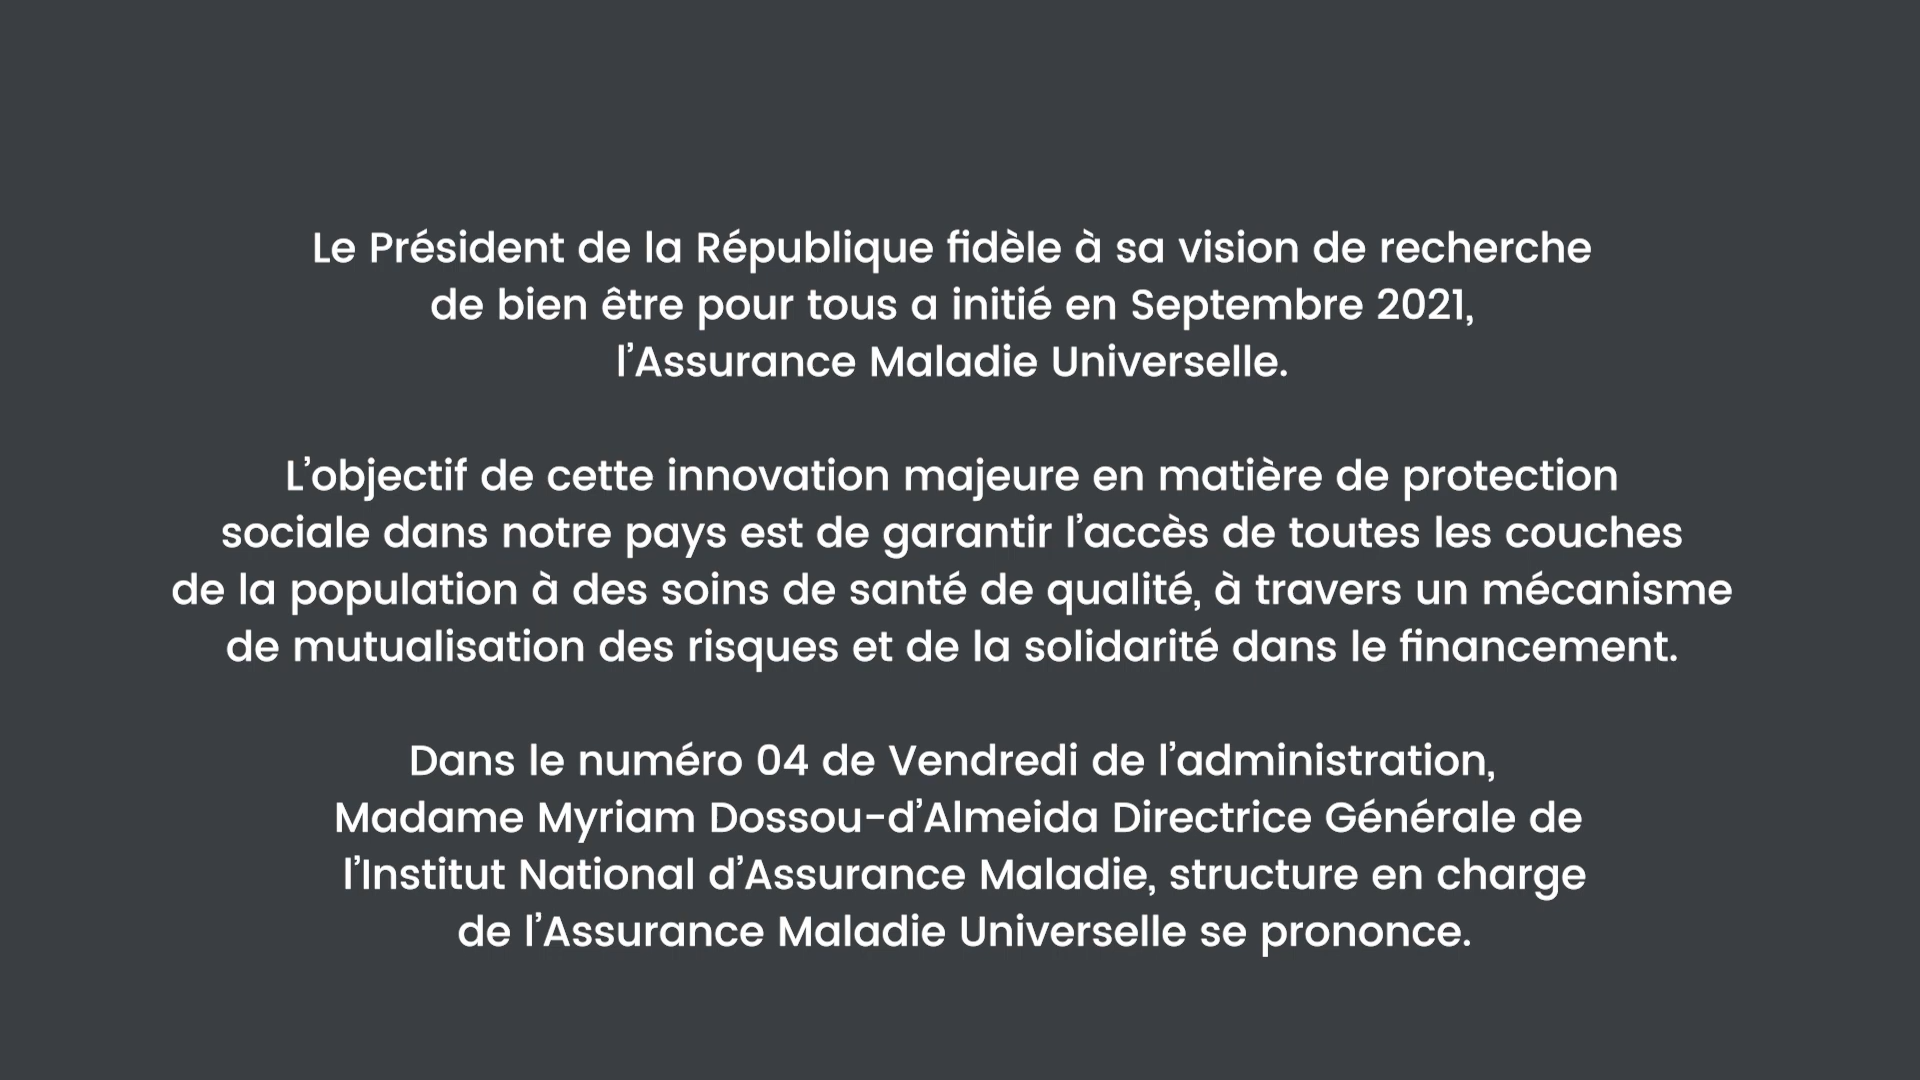 Le Président de la République fidèle à sa vision de recherche
de bien être pour tous a initié en Septembre 2021,
l’Assurance Maladie Universelle.
L’objectif de cette innovation majeure en matière de protection
sociale dans notre pays est de garantir l’accès de toutes les couches
de la population à des soins de santé de qualité, à travers un mécanisme
de mutualisation des risques et de la solidarité dans le financement.
Dans le numéro 04 de Vendredi de l’administration,
Madame Myriam Dossou-d’Almeida Directrice Générale de
l’Institut National d’Assurance Maladie, structure en charge
de l’Assurance Maladie Universelle se prononce.